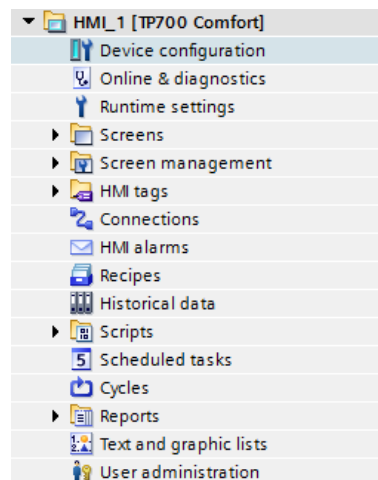 HMI_1 [TP700 Comfort]
Device configuration
Online & diagnostics
Runtime settings
Screens
Screen management
HMI tags
Connections
HMI alarms
Recipes
Historical data
Scripts
5 Scheduled tasks
Cycles
Reports
Text and graphic lists
User administration